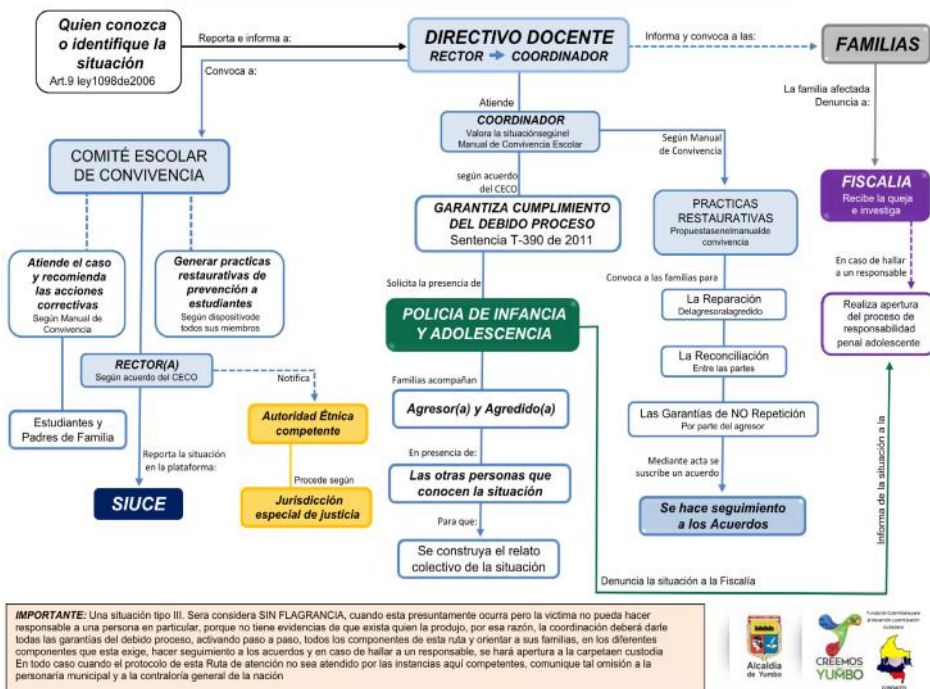 Quien conozca
o identifique la
situación
Art.9 ley1098de2006
Reporta e informa a:
DIRECTIVO DOCENTE
RECTOR COORDINADOR
Informa y convoca a las:
FAMILIAS
Convoca a:
La familia afectada
Denuncia a:
Atiende
COORDINADOR
Valora la situaciónsegúnel
Manual de Convivencia Escolar
Según Manual
de Convivencia
COMITÉ ESCOLAR
DE CONVIVENCIA
según acuerdo
del CECO
GARANTIZA CUMPLIMIENTO
DEL DEBIDO PROCESO
Sentencia T-390 de 2011
PRACTICAS
RESTAURATIVAS
Propuestasenelmanualde
convivencia
FISCALIA
Recibe la queja
e investiga
Atiende el caso
y recomienda
las acciones
correctivas
Según Manual de
Convivencia
Generar practicas
restaurativas de
prevención a
estudiantes
Según dispositivode
todos sus miembros
En caso de hallar
a un responsable
Solicita la presencia de
Convoca a las familias para
POLICIA DE INFANCIA
Y ADOLESCENCIA
La Reparación
Delagresoralagredido
Realiza apertura
del proceso de
responsabilidad
penal adolescente
RECTOR(A)
Según acuerdo del CECO
Notifica
La Reconciliación
Entre las partes
Familias acompañan
Estudiantes y
Padres de Familia
Autoridad Étnica
competente
Agresor(a) y Agredido(a)
Las Garantías de NO Repetición
Por parte del agresor
Reporta la situación
en la plataforma:
En presencia de:
Mediante acta se
suscribe un acuerdo
Informa de la situación a la
SIUCE
Procede según
Jurisdicción
especial de justicia
Las otras personas que
conocen la situación
Se hace seguimiento
a los Acuerdos
Para que:
Se construya el relato
colectivo de la situación
Denuncia la situación a la Fiscalía
IMPORTANTE: Una situación tipo III. Sera considera SIN FLAGRANCIA, cuando esta presuntamente ocurra pero la victima no pueda hacer
responsable a una persona en particular, porque no tiene evidencias de que exista quien la produjo, por esa razón, la coordinación deberá darle
todas las garantías del debido proceso, activando paso a paso, todos los componentes de esta ruta y orientar a sus familias, en los diferentes
componentes que esta exige, hacer seguimiento a los acuerdos y en caso de hallar a un responsable, se hará apertura a la carpetaen custodia
En todo caso cuando el protocolo de esta Ruta de atención no sea atendido por las instancias aquí competentes, comunique tal omisión a la
personaría municipal y a la contraloría general de la nación
Alcaldía
de Yumbo
CREEMOS
YUMBO